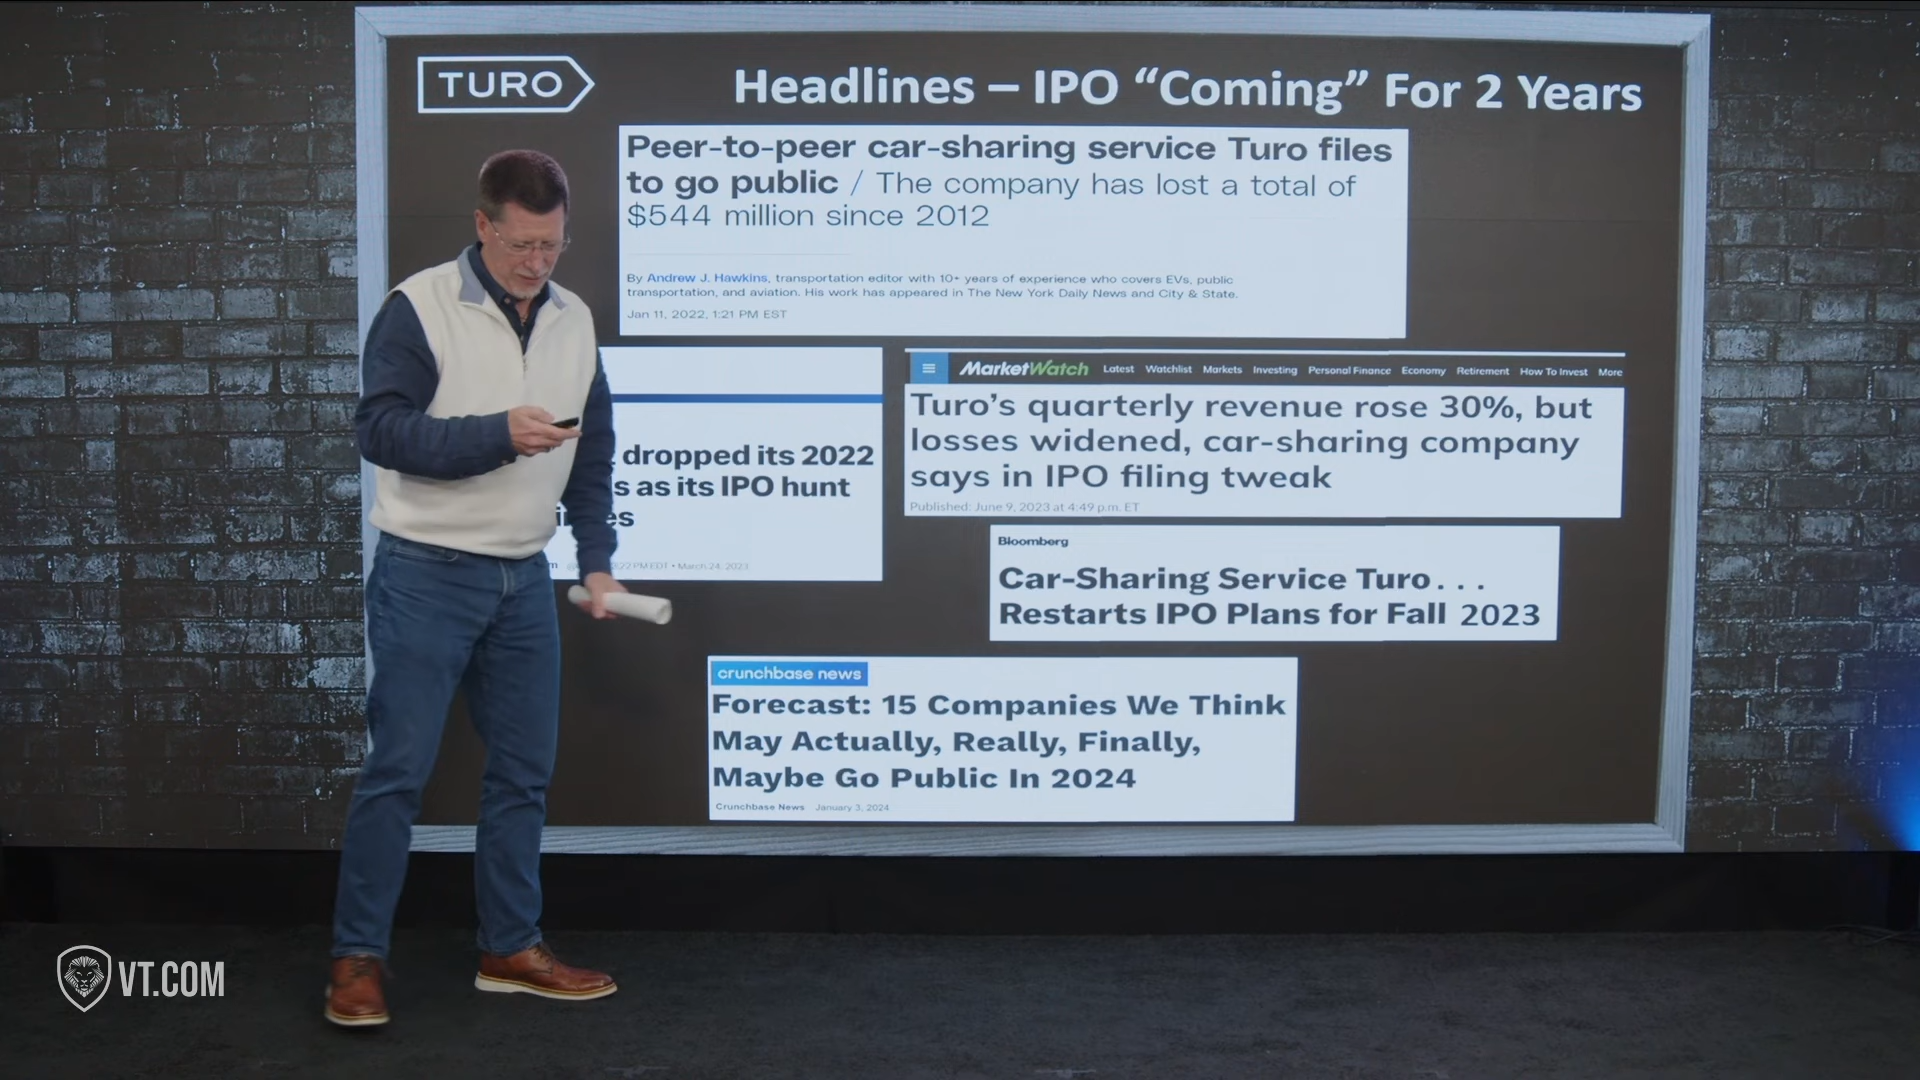 TURO
Headlines – IPO “Coming” For 2 Years
Peer-to-peer car-sharing service Turo files
to go public / The company has lost a total of
$544 million since 2012
By Andrew J. Hawkins, transportation editor with 10+ years of experience who covers EVs, public
transportation, and aviation. His work has appeared in The New York Daily News and City & State.
Jan 11, 2022, 1:21 PM EST
dropped its 2022
s as its IPO hunt
es
PM EDT • March 24, 2023
MarketWatch Latest Watchlist Markets Investing Personal Finance Economy Retirement How To Invest More
Turo’s quarterly revenue rose 30%, but
losses widened, car-sharing company
says in IPO filing tweak
Published: June 9, 2023 at 4:49 p.m. ET
Bloomberg
Car-Sharing Service Turo . . .
Restarts IPO Plans for Fall 2023
crunchbase news
Forecast: 15 Companies We Think
May Actually, Really, Finally,
Maybe Go Public In 2024
Crunchbase News January 3, 2024
VT.COM